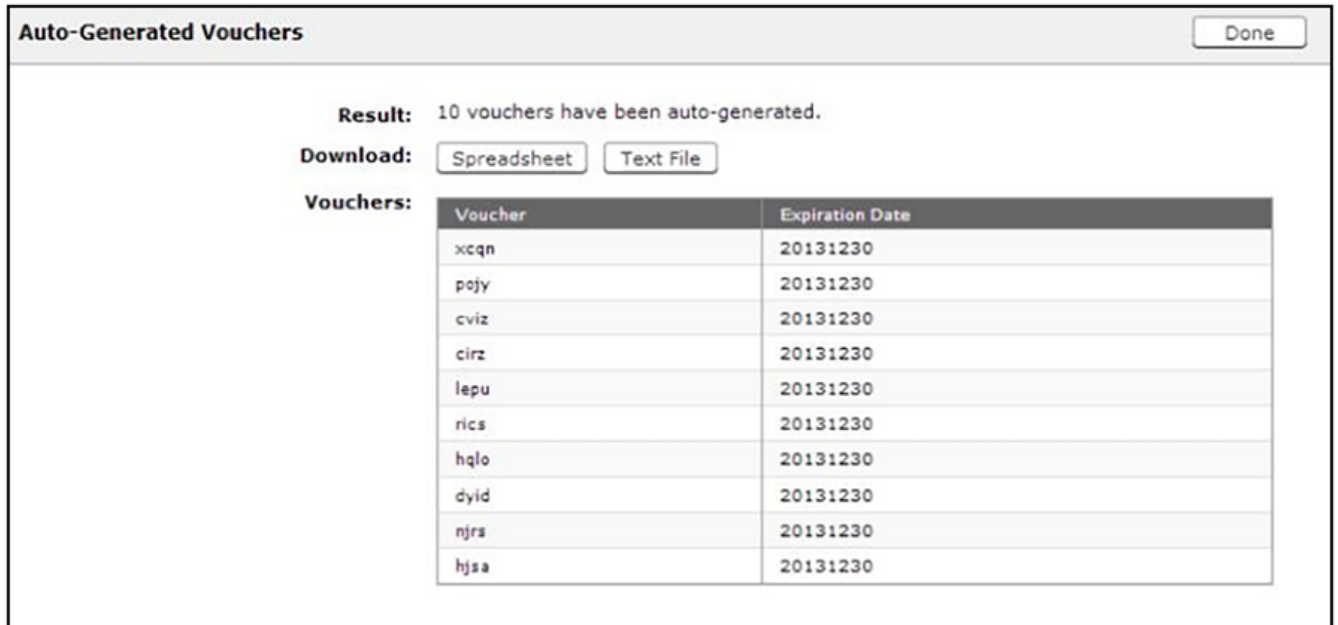 Auto-Generated Vouchers Done
Result: 10 vouchers have been auto-generated.
Download: Spreadsheet Text File
Vouchers:
Voucher Expiration Date
xcqn 20131230
pojy 20131230
cviz 20131230
cirz 20131230
lepu 20131230
rics 20131230
hqlo 20131230
dyid 20131230
njrs 20131230
hjsa 20131230